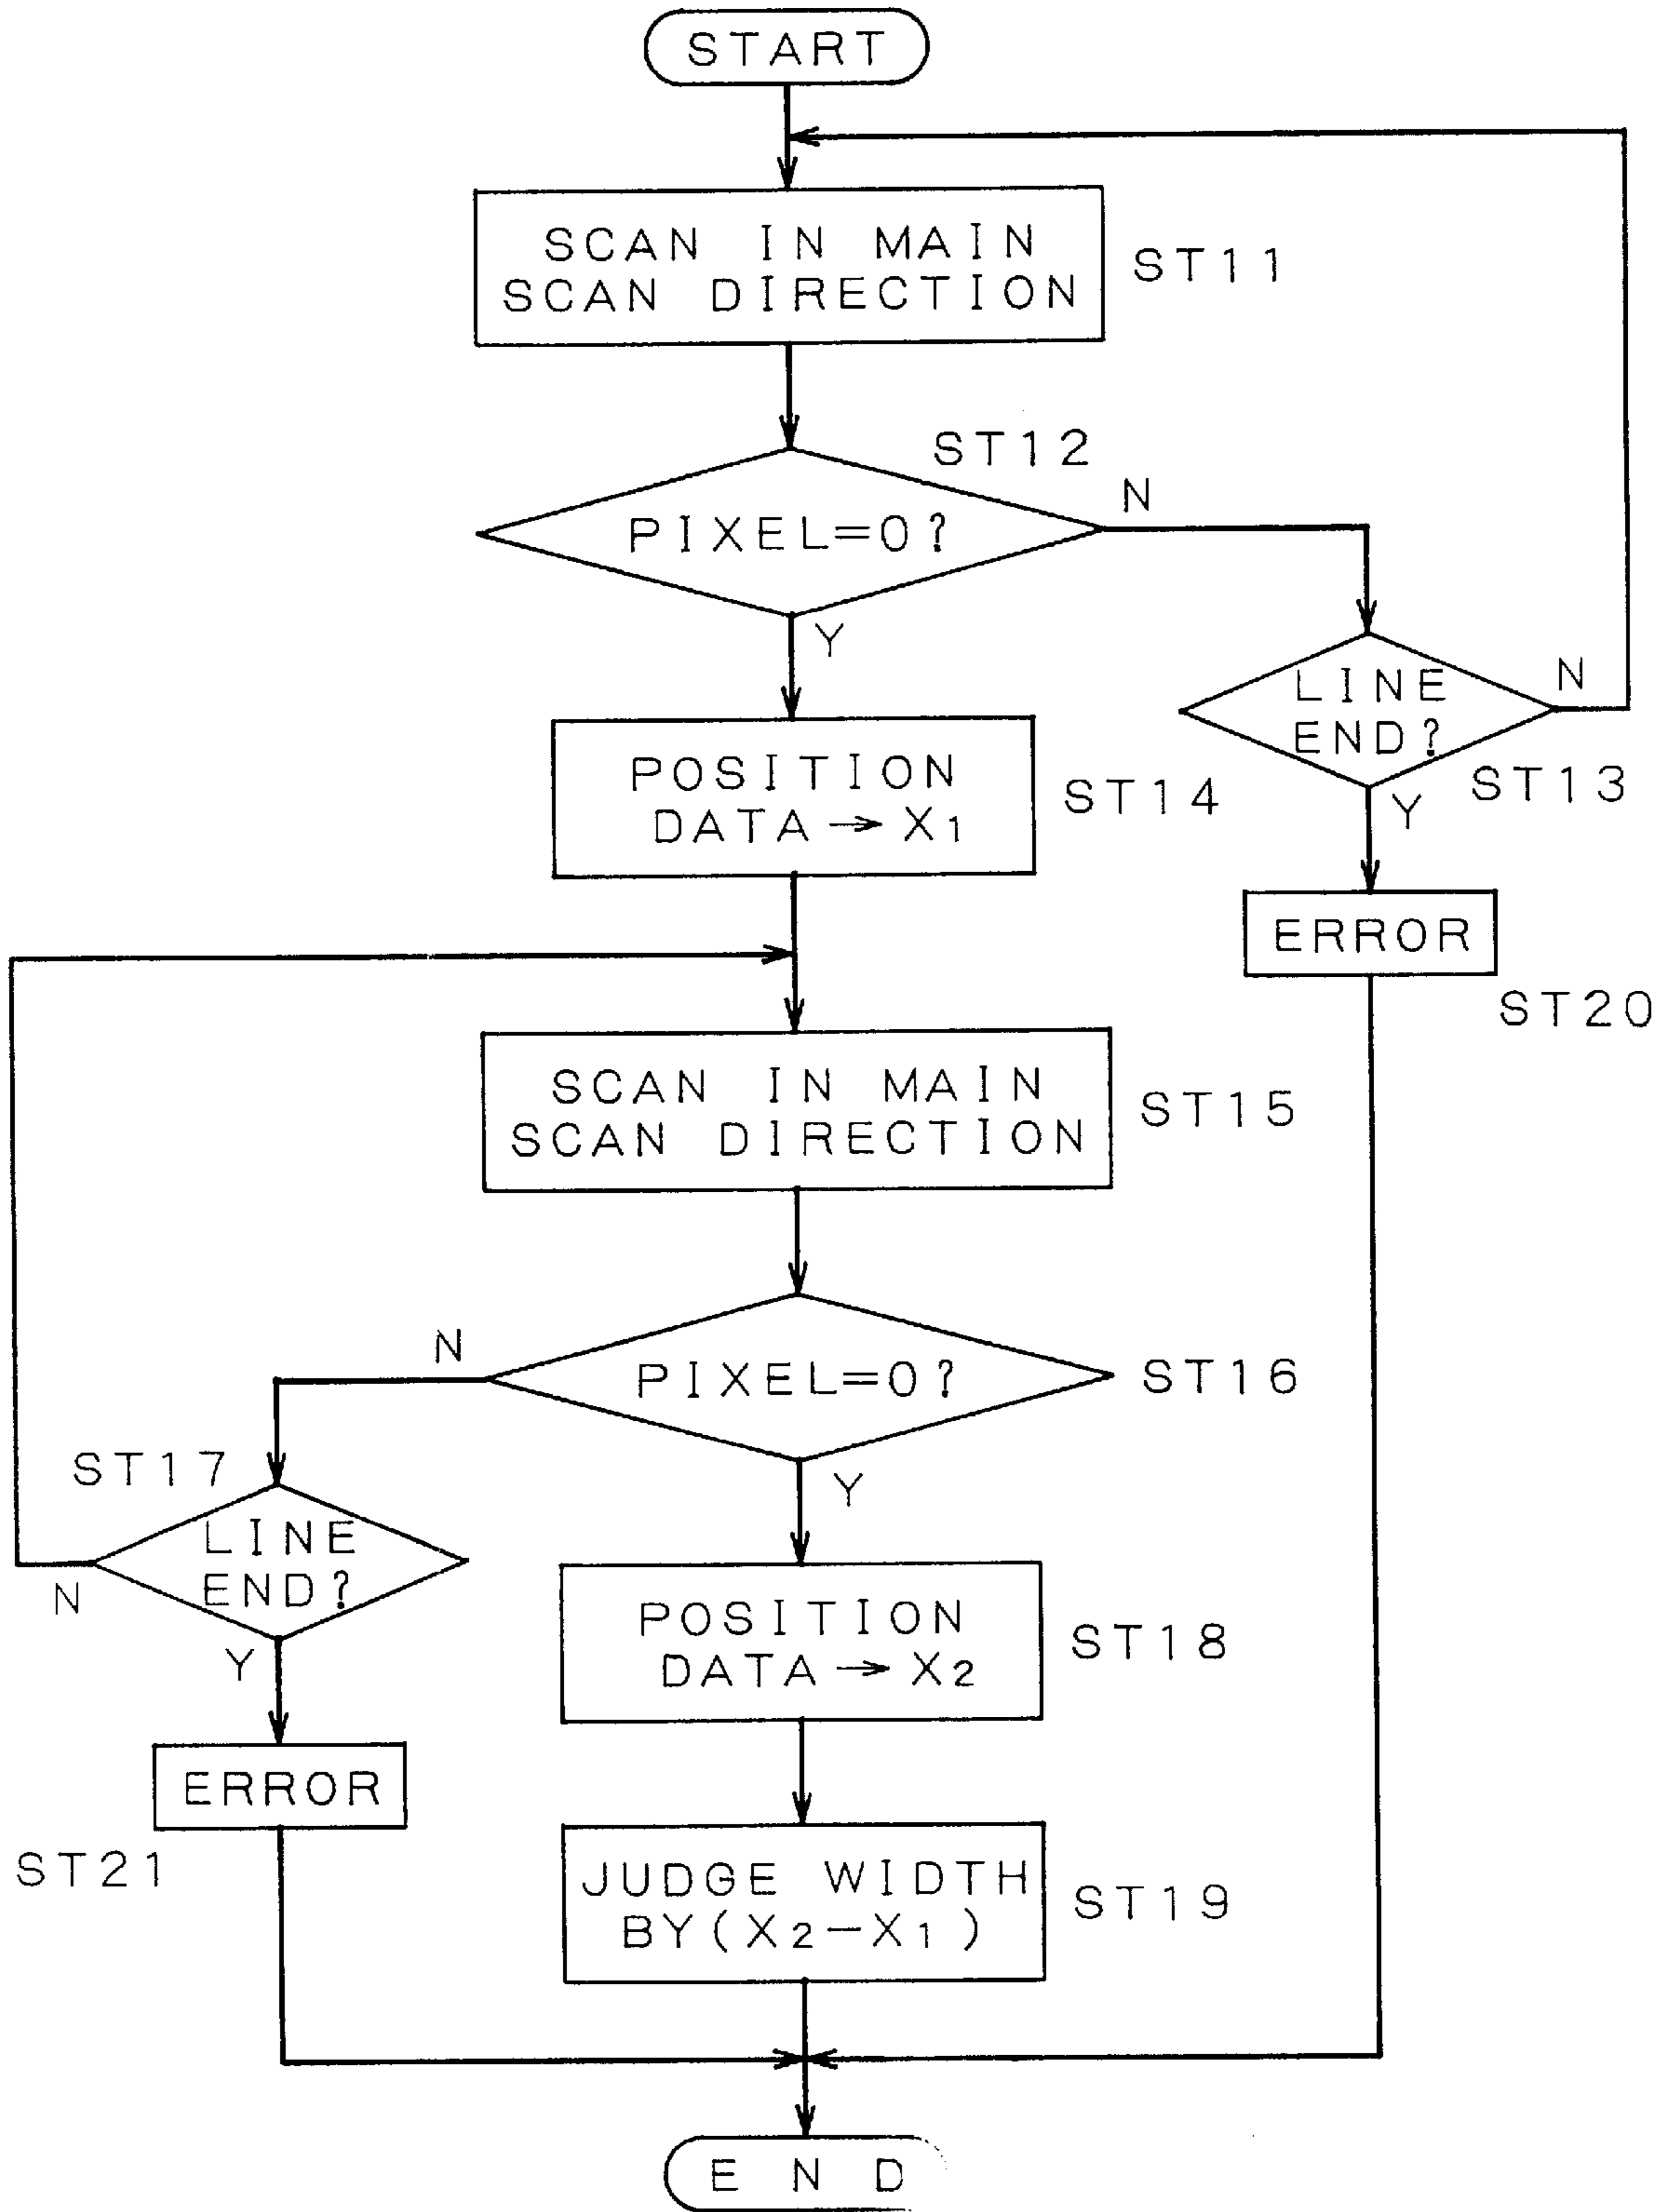 START
SCAN IN MAIN
SCAN DIRECTION
ST11
ST12
PIXEL=0?
N
Y
LINE
END?
N
ST13
Y
POSITION
DATA→X1
ST14
ERROR
ST20
SCAN IN MAIN
SCAN DIRECTION
ST15
PIXEL=0?
ST16
N
Y
ST17
LINE
END?
N
Y
POSITION
DATA→X2
ST18
ERROR
ST21
JUDGE WIDTH
BY(X2-X1)
ST19
END